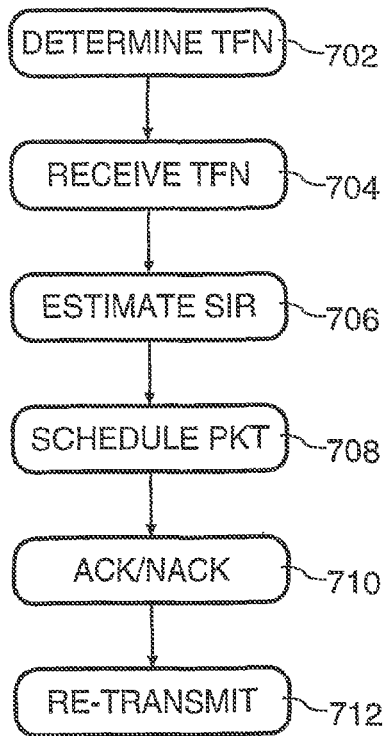 DETERMINE TFN 702
RECEIVE TFN 704
ESTIMATE SIR 706
SCHEDULE PKT 708
ACK/NACK 710
RE-TRANSMIT 712